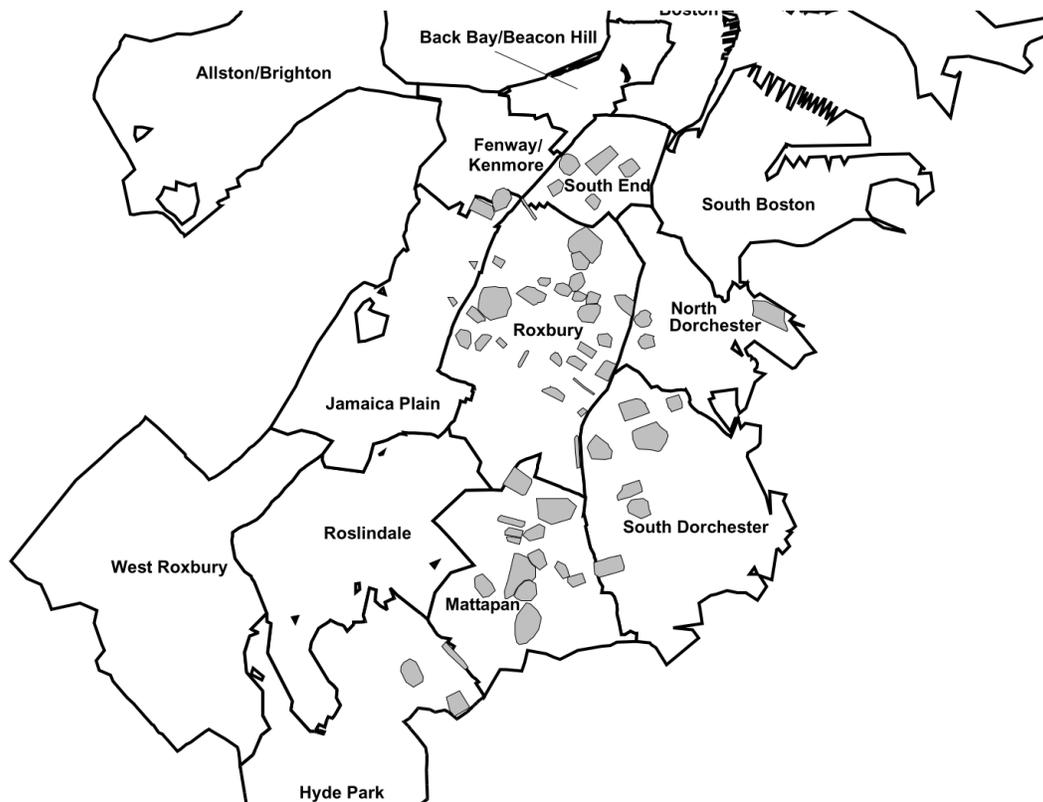 Boston
Back Bay/Beacon Hill
Allston/Brighton
Fenway/
Kenmore
South End
South Boston
North
Dorchester
Roxbury
Jamaica Plain
South Dorchester
Roslindale
West Roxbury
Mattapan
Hyde Park